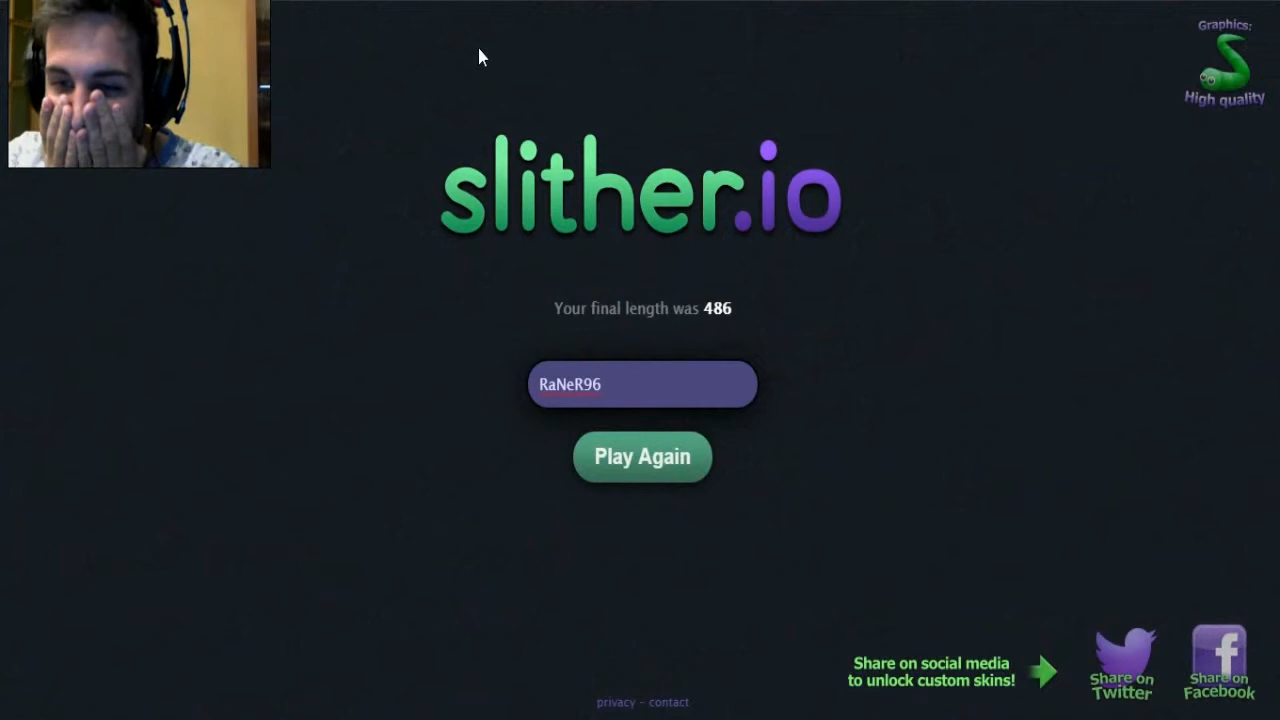 Graphics:
High quality
slither.io
Your final length was 486
RaNeR96
Play Again
Share on social media
to unlock custom skins!
Share on
Twitter
Share on
Facebook
privacy - contact